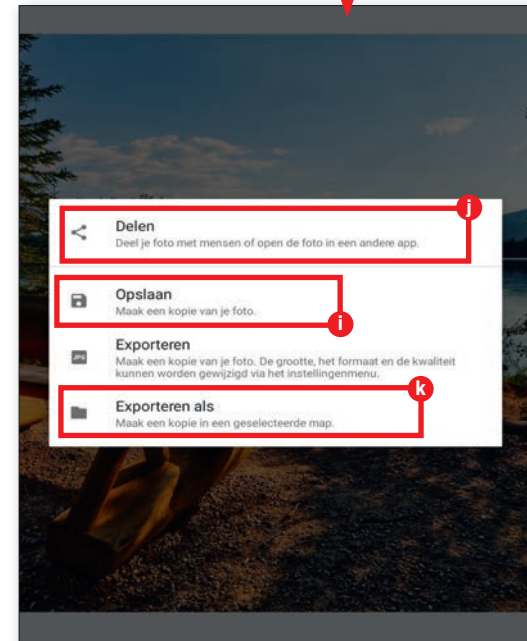 j
Delen
Deel je foto met mensen of open de foto in een andere app.
Opslaan
Maak een kopie van je foto.
i
JPG
Exporteren
Maak een kopie van je foto. De grootte, het formaat en de kwaliteit
kunnen worden gewijzigd via het instellingenmenu.
k
Exporteren als
Maak een kopie in een geselecteerde map.